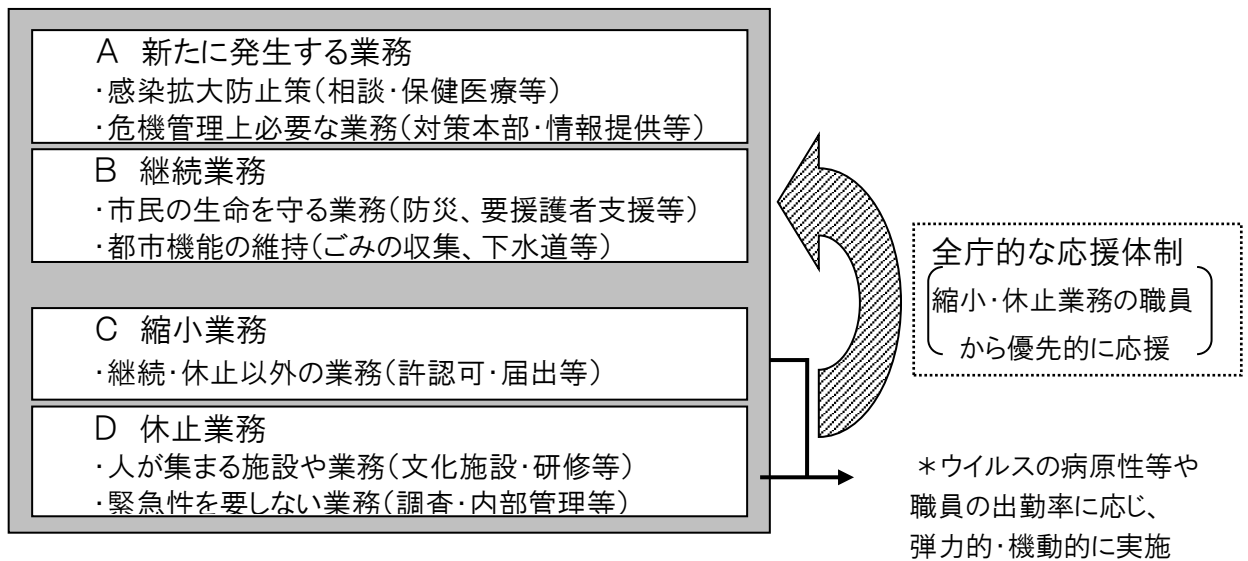 A 新たに発生する業務
・感染拡大防止策(相談・保健医療等)
・危機管理上必要な業務(対策本部・情報提供等)
B 継続業務
・市民の生命を守る業務(防災、要援護者支援等)
・都市機能の維持(ごみの収集、下水道等)
C 縮小業務
・継続・休止以外の業務(許認可・届出等)
D 休止業務
・人が集まる施設や業務(文化施設・研修等)
・緊急性を要しない業務(調査・内部管理等)
全庁的な応援体制
縮小・休止業務の職員
から優先的に応援
＊ウイルスの病原性等や
職員の出勤率に応じ、
弾力的・機動的に実施